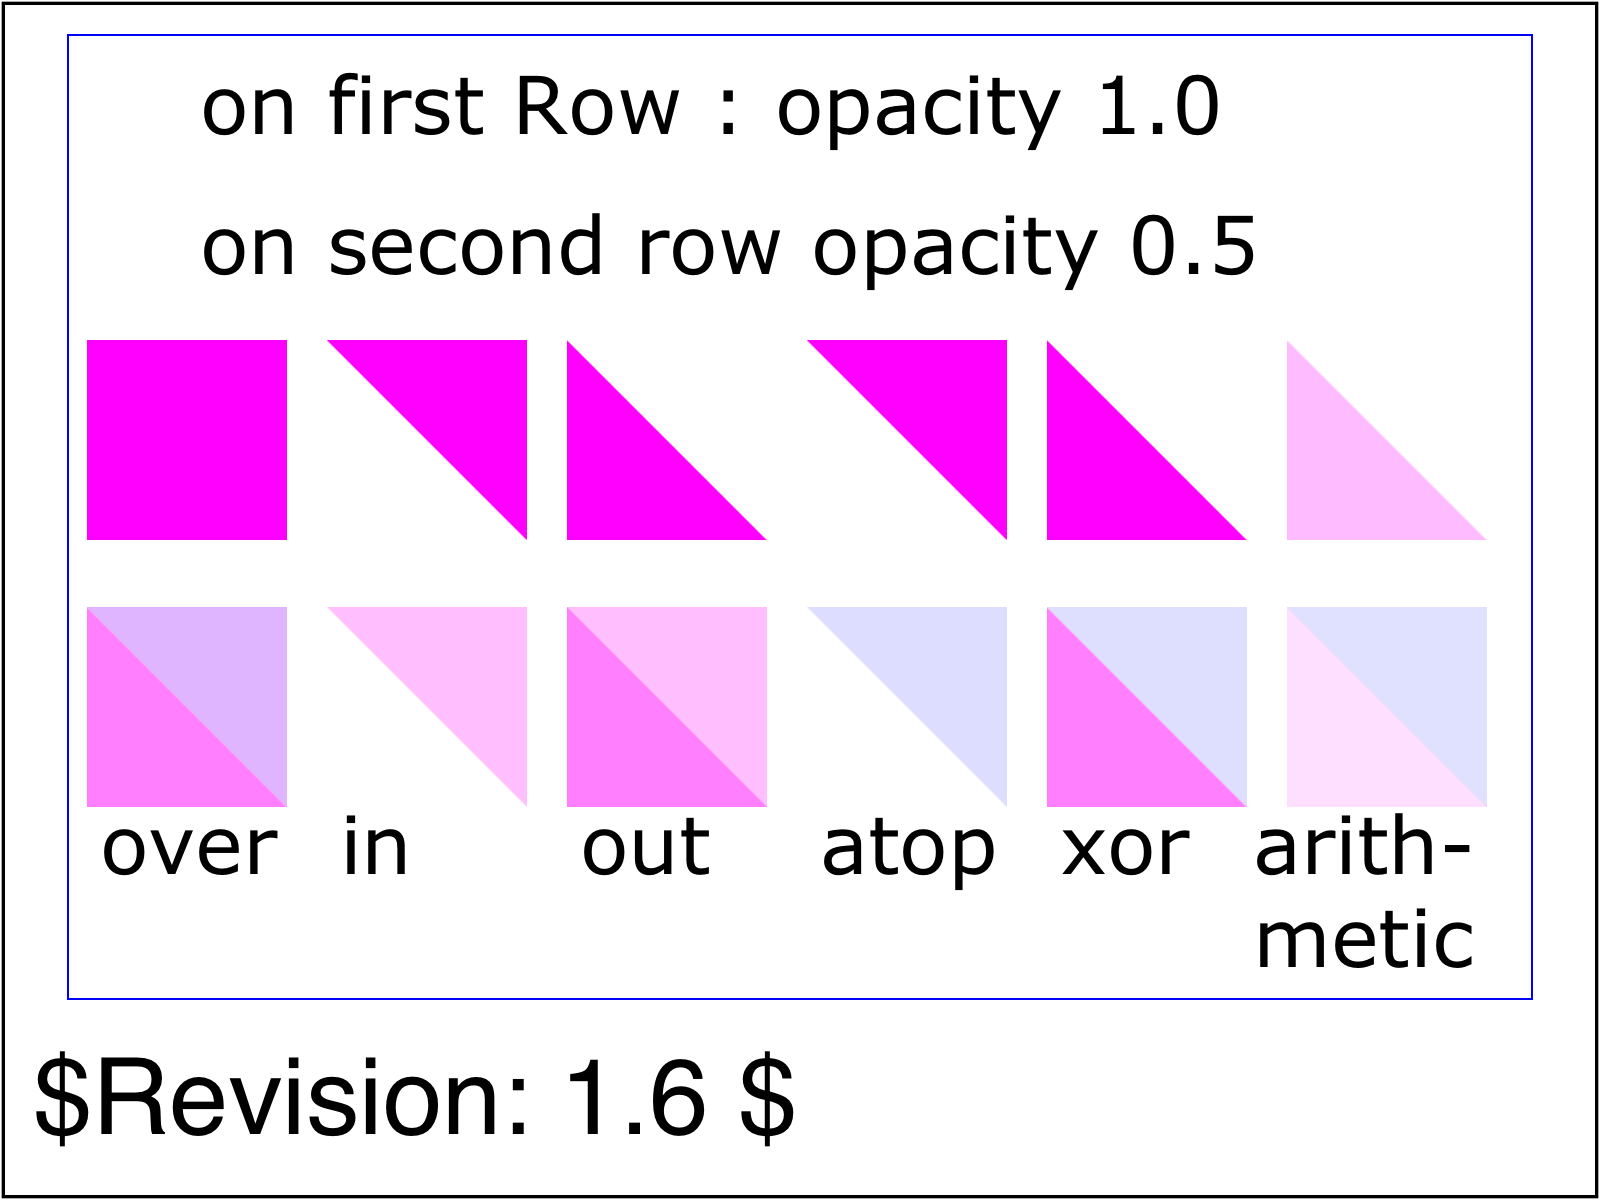 on first Row : opacity 1.0
on second row opacity 0.5
over in out atop xor arith-
metic
$Revision: 1.6 $